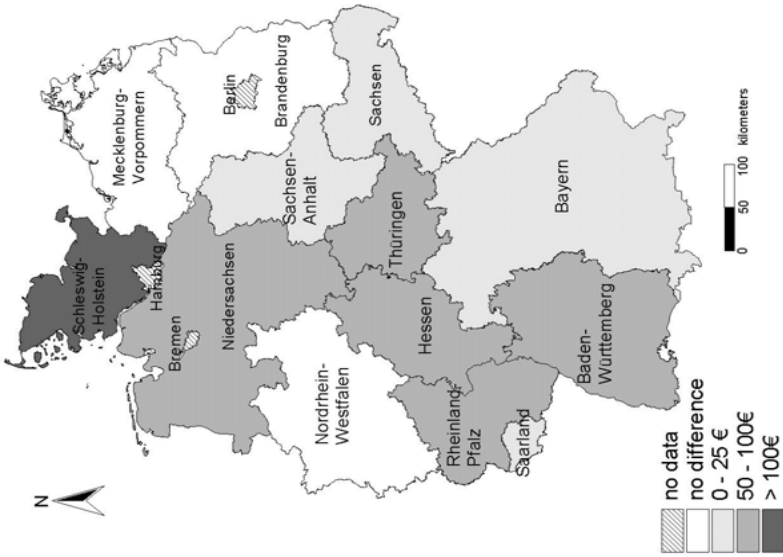 N
Schleswig-
Holstein
Hamburg
Mecklenburg-
Vorpommern
Bremen
Niedersachsen
Berlin
Brandenburg
Sachsen-
Anhalt
Nordrhein-
Westfalen
Sachsen
Thüringen
Hessen
Rheinland
Pfalz
Saarland
Bayern
Baden-
Württemberg
no data
no difference
0 - 25 €
50 - 100€
> 100€
0 50 100
kilometers